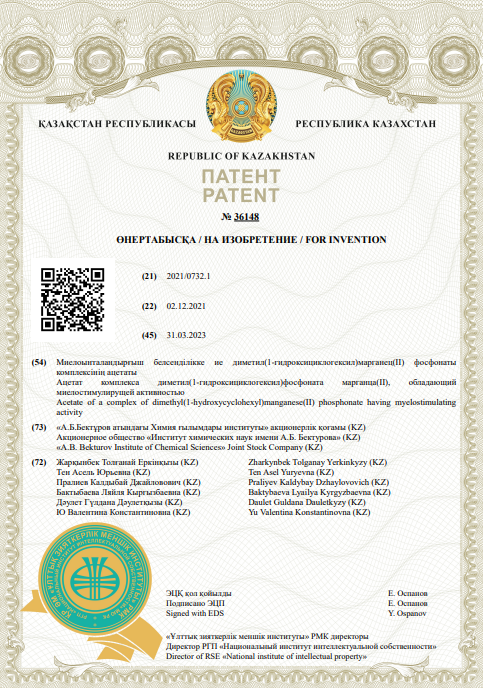 ҚАЗАҚСТАН РЕСПУБЛИКАСЫ
РЕСПУБЛИКА КАЗАХСТАН
REPUBLIC OF KAZAKHSTAN
ПАТЕНТ
PATENT
№ 36148
ӨНЕРТАБЫСҚА / НА ИЗОБРЕТЕНИЕ / FOR INVENTION
(21) 2021/0732.1
(22) 02.12.2021
(45) 31.03.2023
(54) Миелоынталандырғыш белсенділікке ие диметил(1-гидроксициклогексил)марганец(II) фосфонаты
комплексінің ацетаты
Ацетат комплекса диметил(1-гидроксициклогексил)фосфоната марганца(II), обладающий
миелостимулирущей активностью
Acetate of a complex of dimethyl(1-hydroxycyclohexyl)manganese(II) phosphonate having myelostimulating
activity
(73) «Ә.Б.Бектуров атындағы Химия ғылымдары институты» акционерлік қоғамы (KZ)
Акционерное общество «Институт химических наук имени А.Б. Бектурова» (KZ)
«A.B. Bekturov Institute of Chemical Sciences» Joint Stock Company (KZ)
(72) Жарқынбек Толғанай Еркінқызы (KZ) Zharkynbek Tolganay Yerkinkyzy (KZ)
Тен Асель Юрьевна (KZ) Ten Asel Yuryevna (KZ)
Пралиев Калдыбай Джайловович (KZ) Praliyev Kaldybay Dzhaylovovich (KZ)
Бактыбаева Ляйля Кыргызбаевна (KZ) Baktybaeva Lyailya Kyrgyzbaevna (KZ)
Дәулет Гүлдана Дәулетқызы (KZ) Daulet Guldana Dauletkyzy (KZ)
Ю Валентина Константиновна (KZ) Yu Valentina Konstantinovna (KZ)
ЭЦҚ қол қойылды Е. Оспанов
Подписано ЭЦП Е. Оспанов
Signed with EDS Y. Ospanov
«Ұлттық зияткерлік меншік институты» РМК директоры
Директор РГП «Национальный институт интеллектуальной собственности»
Director of RSE «National institute of intellectual property»